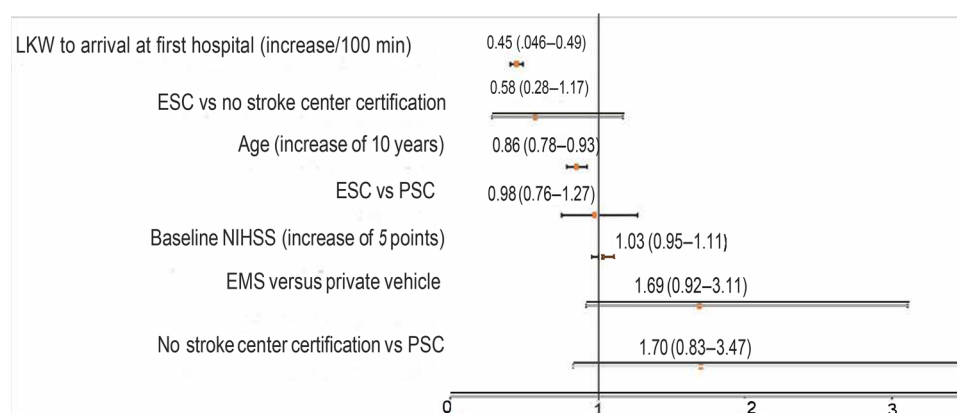 LKW to arrival at first hospital (increase/100 min) 0.45 (.046–0.49)
ESC vs no stroke center certification 0.58 (0.28–1.17)
Age (increase of 10 years) 0.86 (0.78–0.93)
ESC vs PSC 0.98 (0.76–1.27)
Baseline NIHSS (increase of 5 points) 1.03 (0.95–1.11)
EMS versus private vehicle 1.69 (0.92–3.11)
No stroke center certification vs PSC 1.70 (0.83–3.47)
0 1 2 3